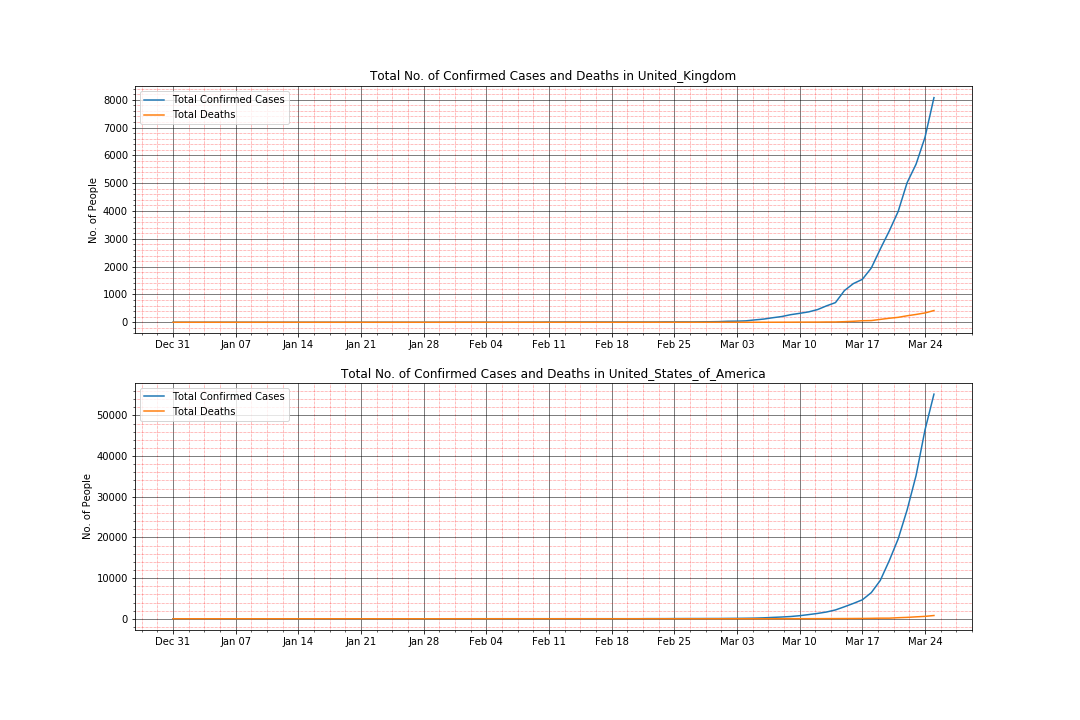 Total No. of Confirmed Cases and Deaths in United_Kingdom
Total Confirmed Cases
Total Deaths
No. of People
8000
7000
6000
5000
4000
3000
2000
1000
0
Dec 31 Jan 07 Jan 14 Jan 21 Jan 28 Feb 04 Feb 11 Feb 18 Feb 25 Mar 03 Mar 10 Mar 17 Mar 24
Total No. of Confirmed Cases and Deaths in United_States_of_America
Total Confirmed Cases
Total Deaths
No. of People
50000
40000
30000
20000
10000
0
Dec 31 Jan 07 Jan 14 Jan 21 Jan 28 Feb 04 Feb 11 Feb 18 Feb 25 Mar 03 Mar 10 Mar 17 Mar 24